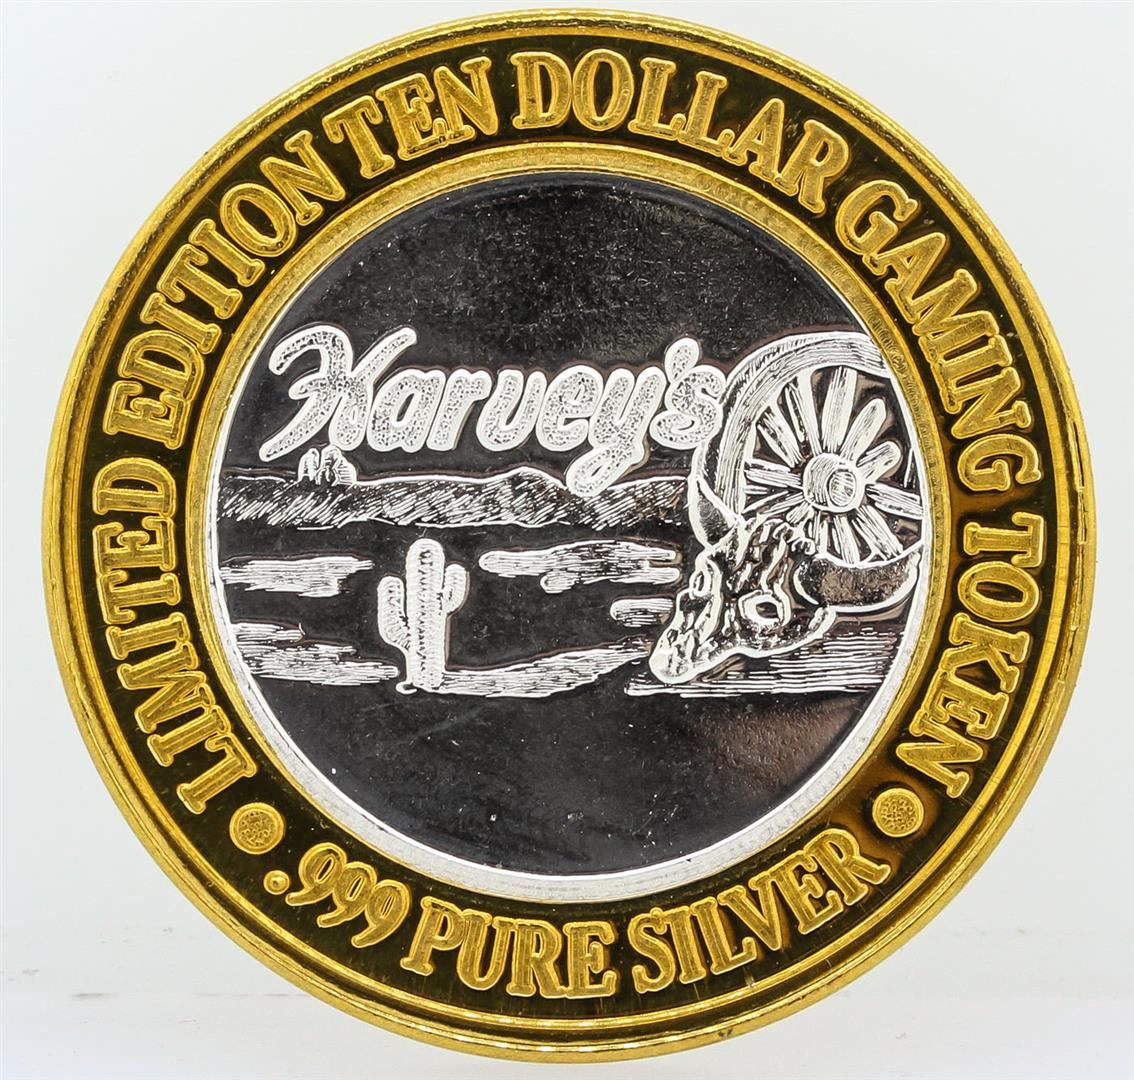 LIMITED EDITION TEN DOLLAR GAMING TOKEN
Harvey's
.999 PURE SILVER